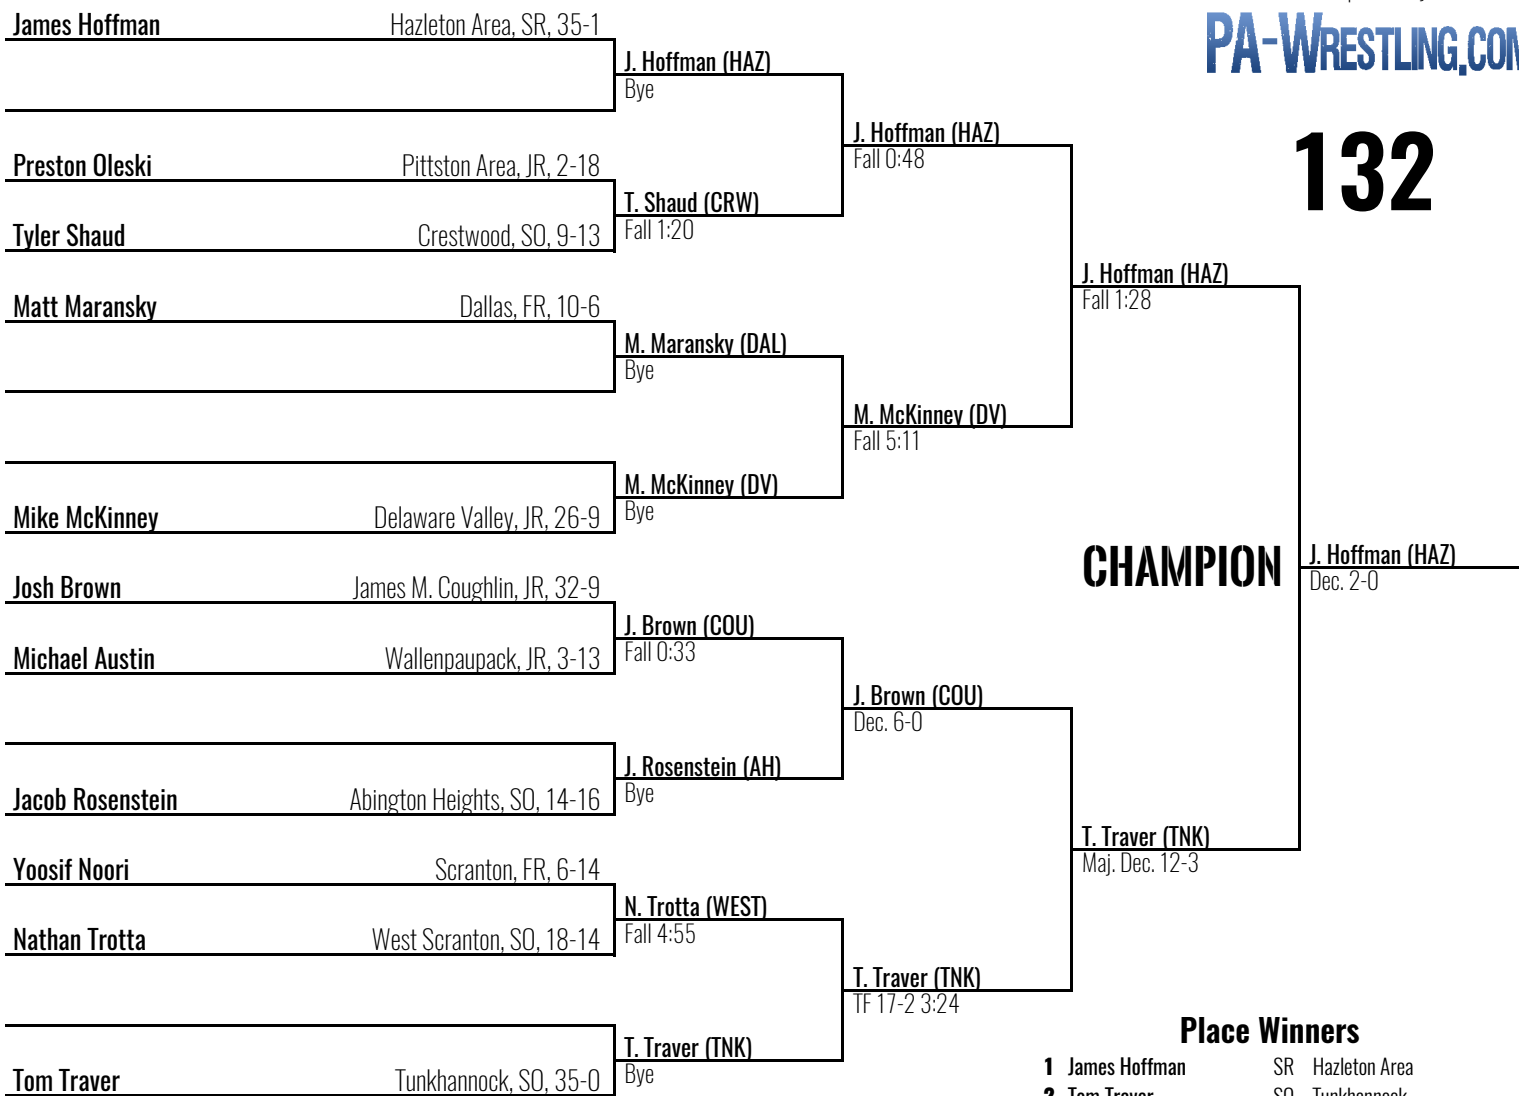 PA-WRESTLING.COM
132
James Hoffman Hazleton Area, SR, 35-1
J. Hoffman (HAZ)
Bye
J. Hoffman (HAZ)
Fall 0:48
Preston Oleski Pittston Area, JR, 2-18
T. Shaud (CRW)
Fall 1:20
Tyler Shaud Crestwood, SO, 9-13
J. Hoffman (HAZ)
Fall 1:28
Matt Maransky Dallas, FR, 10-6
M. Maransky (DAL)
Bye
M. McKinney (DV)
Fall 5:11
M. McKinney (DV)
Bye
Mike McKinney Delaware Valley, JR, 26-9
CHAMPION
J. Hoffman (HAZ)
Dec. 2-0
Josh Brown James M. Coughlin, JR, 32-9
J. Brown (COU)
Fall 0:33
Michael Austin Wallenpaupack, JR, 3-13
J. Brown (COU)
Dec. 6-0
J. Rosenstein (AH)
Bye
Jacob Rosenstein Abington Heights, SO, 14-16
T. Traver (TNK)
Maj. Dec. 12-3
Yoosif Noori Scranton, FR, 6-14
N. Trotta (WEST)
Fall 4:55
Nathan Trotta West Scranton, SO, 18-14
T. Traver (TNK)
TF 17-2 3:24
T. Traver (TNK)
Bye
Tom Traver Tunkhannock, SO, 35-0
Place Winners
1 James Hoffman SR Hazleton Area
2 Tom Traver SO Tunkhannock